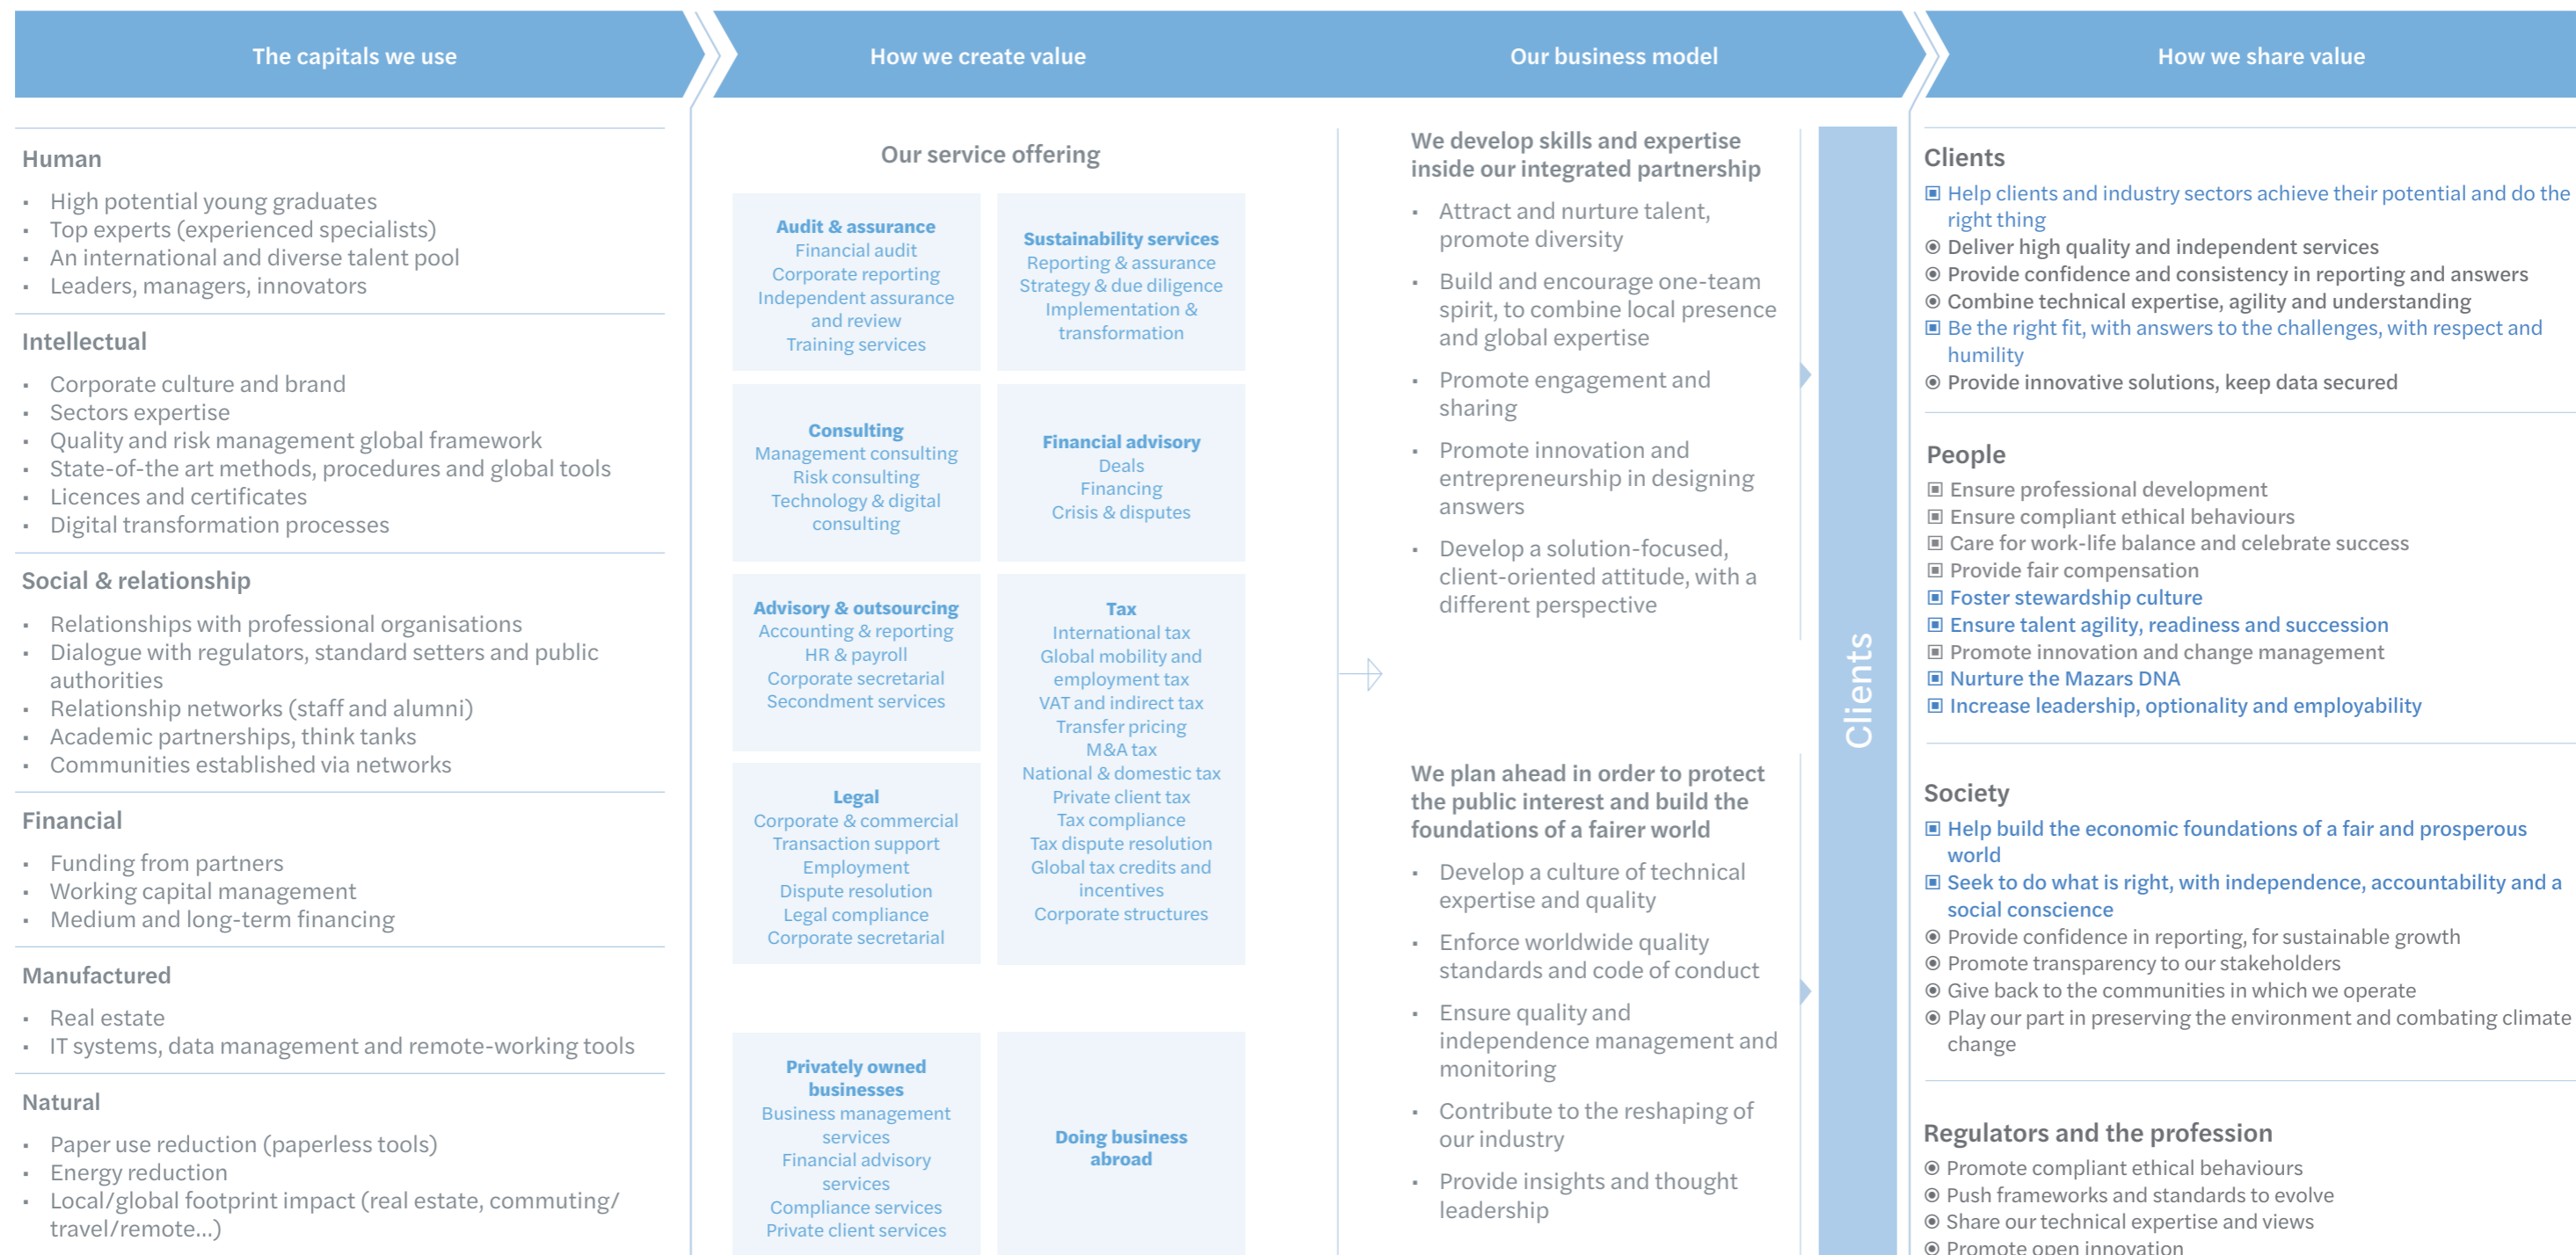 The capitals we use
How we create value
Our business model
How we share value
Human
▪ High potential young graduates
▪ Top experts (experienced specialists)
▪ An international and diverse talent pool
▪ Leaders, managers, innovators
Intellectual
▪ Corporate culture and brand
▪ Sectors expertise
▪ Quality and risk management global framework
▪ State-of-the art methods, procedures and global tools
▪ Licences and certificates
▪ Digital transformation processes
Social & relationship
▪ Relationships with professional organisations
▪ Dialogue with regulators, standard setters and public
authorities
▪ Relationship networks (staff and alumni)
▪ Academic partnerships, think tanks
▪ Communities established via networks
Financial
▪ Funding from partners
▪ Working capital management
▪ Medium and long-term financing
Manufactured
▪ Real estate
▪ IT systems, data management and remote-working tools
Natural
▪ Paper use reduction (paperless tools)
▪ Energy reduction
▪ Local/global footprint impact (real estate, commuting/
travel/remote...)
Our service offering
Audit & assurance
Financial audit
Corporate reporting
Independent assurance
and review
Training services
Sustainability services
Reporting & assurance
Strategy & due diligence
Implementation &
transformation
Consulting
Management consulting
Risk consulting
Technology & digital
consulting
Financial advisory
Deals
Financing
Crisis & disputes
Advisory & outsourcing
Accounting & reporting
HR & payroll
Corporate secretarial
Secondment services
Tax
International tax
Global mobility and
employment tax
VAT and indirect tax
Transfer pricing
M&A tax
National & domestic tax
Private client tax
Tax compliance
Tax dispute resolution
Global tax credits and
incentives
Corporate structures
Legal
Corporate & commercial
Transaction support
Employment
Dispute resolution
Legal compliance
Corporate secretarial
Privately owned
businesses
Business management
services
Financial advisory
services
Compliance services
Private client services
Doing business
abroad
We develop skills and expertise
inside our integrated partnership
▪ Attract and nurture talent,
promote diversity
▪ Build and encourage one-team
spirit, to combine local presence
and global expertise
▪ Promote engagement and
sharing
▪ Promote innovation and
entrepreneurship in designing
answers
▪ Develop a solution-focused,
client-oriented attitude, with a
different perspective
We plan ahead in order to protect
the public interest and build the
foundations of a fairer world
▪ Develop a culture of technical
expertise and quality
▪ Enforce worldwide quality
standards and code of conduct
▪ Ensure quality and
independence management and
monitoring
▪ Contribute to the reshaping of
our industry
▪ Provide insights and thought
leadership
Clients
Clients
▣ Help clients and industry sectors achieve their potential and do the
right thing
◉ Deliver high quality and independent services
◉ Provide confidence and consistency in reporting and answers
◉ Combine technical expertise, agility and understanding
▣ Be the right fit, with answers to the challenges, with respect and
humility
◉ Provide innovative solutions, keep data secured
People
▣ Ensure professional development
▣ Ensure compliant ethical behaviours
▣ Care for work-life balance and celebrate success
▣ Provide fair compensation
▣ Foster stewardship culture
▣ Ensure talent agility, readiness and succession
▣ Promote innovation and change management
▣ Nurture the Mazars DNA
▣ Increase leadership, optionality and employability
Society
▣ Help build the economic foundations of a fair and prosperous
world
▣ Seek to do what is right, with independence, accountability and a
social conscience
◉ Provide confidence in reporting, for sustainable growth
◉ Promote transparency to our stakeholders
◉ Give back to the communities in which we operate
◉ Play our part in preserving the environment and combating climate
change
Regulators and the profession
◉ Promote compliant ethical behaviours
◉ Push frameworks and standards to evolve
◉ Share our technical expertise and views
◉ Promote open innovation